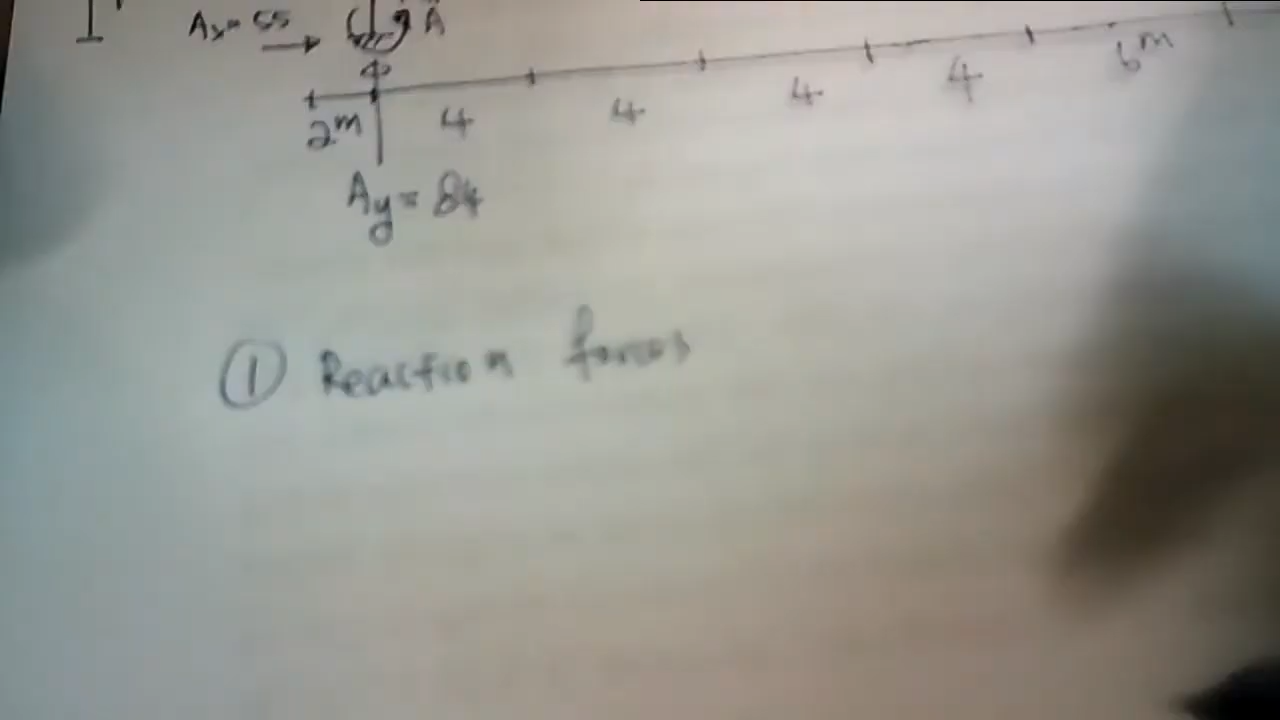 Ax= 55 A
2m 4 4 4 4 6m
Ay= 84
① Reaction forces